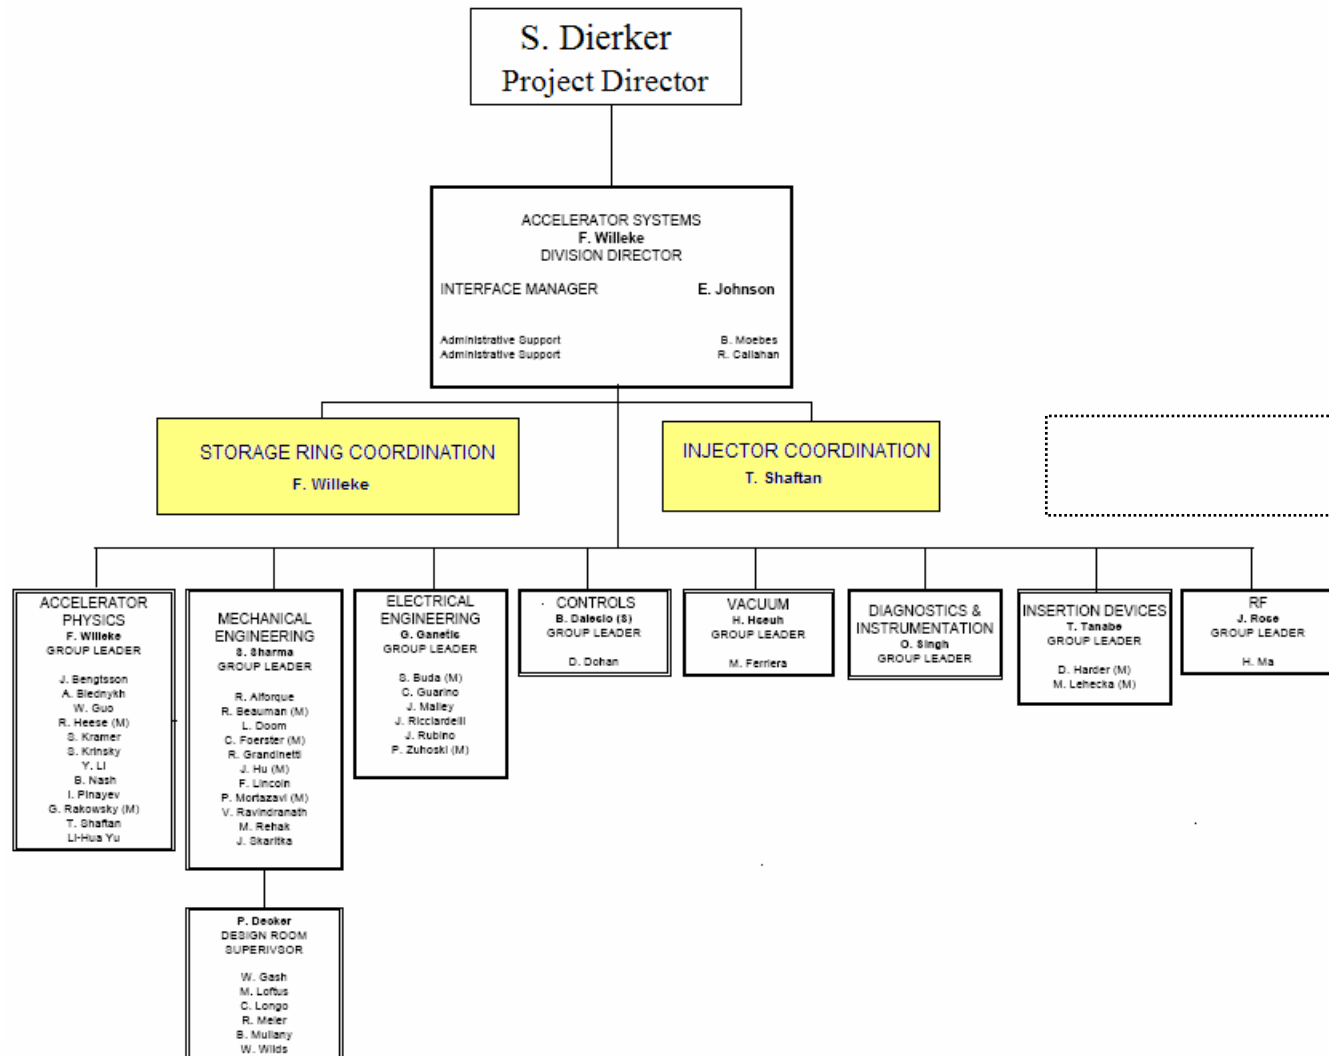 S. Dierker
Project Director
ACCELERATOR SYSTEMS
F. Willeke
DIVISION DIRECTOR
INTERFACE MANAGER E. Johnson
Administrative Support B. Moebes
Administrative Support R. Callahan
STORAGE RING COORDINATION
F. Willeke
INJECTOR COORDINATION
T. Shaftan
ACCELERATOR
PHYSICS
F. Willeke
GROUP LEADER
J. Bengtsson
A. Blednykh
W. Guo
R. Heese (M)
S. Kramer
S. Krinsky
Y. Li
B. Nash
I. Pinayev
G. Rakowsky (M)
T. Shaftan
Li-Hua Yu
MECHANICAL
ENGINEERING
S. Sharma
GROUP LEADER
R. Alforque
R. Beauman (M)
L. Doom
C. Foerster (M)
R. Grandinetti
J. Hu (M)
F. Lincoln
P. Mortazavi (M)
V. Ravindranath
M. Rehak
J. Skaritka
P. Decker
DESIGN ROOM
SUPERIVSOR
W. Gash
M. Loftus
C. Longo
R. Meier
B. Mullany
W. Wilds
ELECTRICAL
ENGINEERING
G. Ganetis
GROUP LEADER
S. Buda (M)
C. Guarino
J. Malley
J. Ricciardelli
J. Rubino
P. Zuhoski (M)
CONTROLS
B. Dalesio (S)
GROUP LEADER
D. Dohan
VACUUM
H. Hseuh
GROUP LEADER
M. Ferriera
DIAGNOSTICS &
INSTRUMENTATION
O. Singh
GROUP LEADER
INSERTION DEVICES
T. Tanabe
GROUP LEADER
D. Harder (M)
M. Lehecka (M)
RF
J. Rose
GROUP LEADER
H. Ma